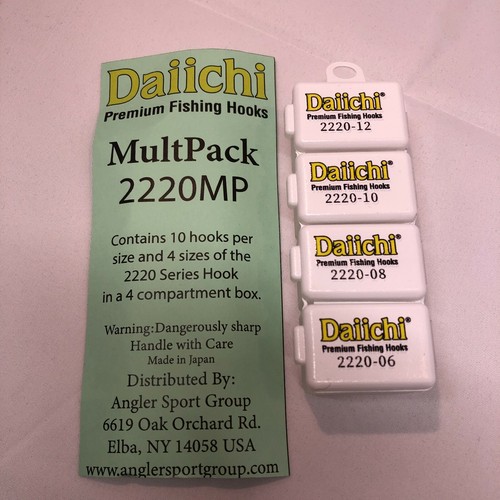 Daiichi
Premium Fishing Hooks
MultPack
2220MP
Contains 10 hooks per
size and 4 sizes of the
2220 Series Hook
in a 4 compartment box.
Warning:Dangerously sharp
Handle with Care
Made in Japan
Distributed By:
Angler Sport Group
6619 Oak Orchard Rd.
Elba, NY 14058 USA
www.anglersportgroup.com
Daiichi®
Premium Fishing Hooks
2220-12
Daiichi®
Premium Fishing Hooks
2220-10
Daiichi®
Premium Fishing Hooks
2220-08
Daiichi®
Premium Fishing Hooks
2220-06